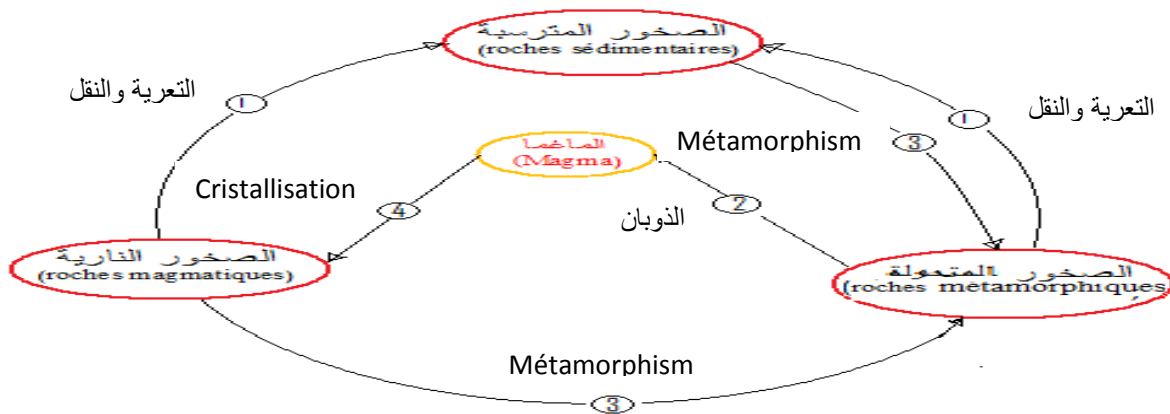 الصخور المترسبة
(roches sédimentaires)
التعرية والنقل
1
1
التعرية والنقل
Métamorphism
3
الماغما
(Magma)
Cristallisation
4
2
الذوبان
الصخور النارية
(roches magmatiques)
الصخور المتحولة
(roches métamorphiques
Métamorphism
3